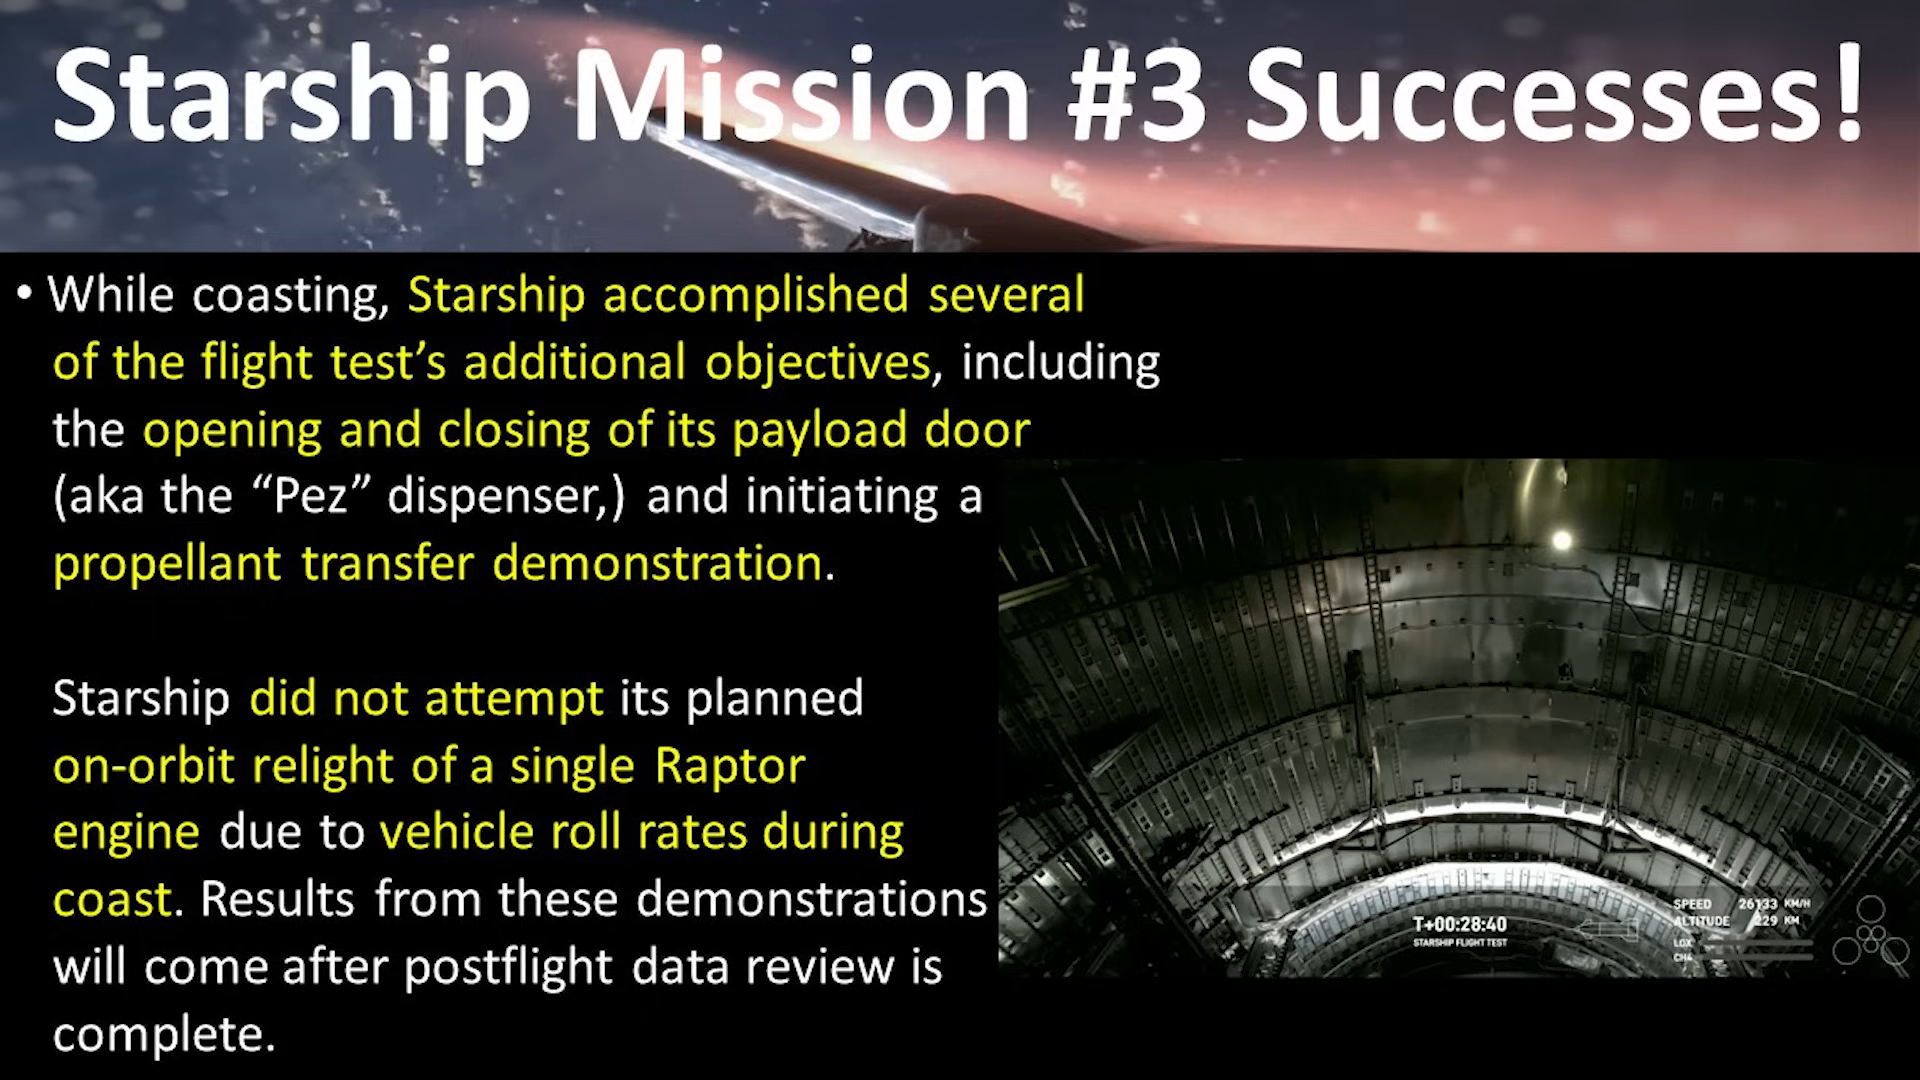 Starship Mission #3 Successes!
• While coasting, Starship accomplished several
of the flight test’s additional objectives, including
the opening and closing of its payload door
(aka the “Pez” dispenser,) and initiating a
propellant transfer demonstration.
Starship did not attempt its planned
on-orbit relight of a single Raptor
engine due to vehicle roll rates during
coast. Results from these demonstrations
will come after postflight data review is
complete.
T+00:28:40
STARSHIP FLIGHT TEST
SPEED 26133 KM/H
ALTITUDE 229 KM
LOX
CH4